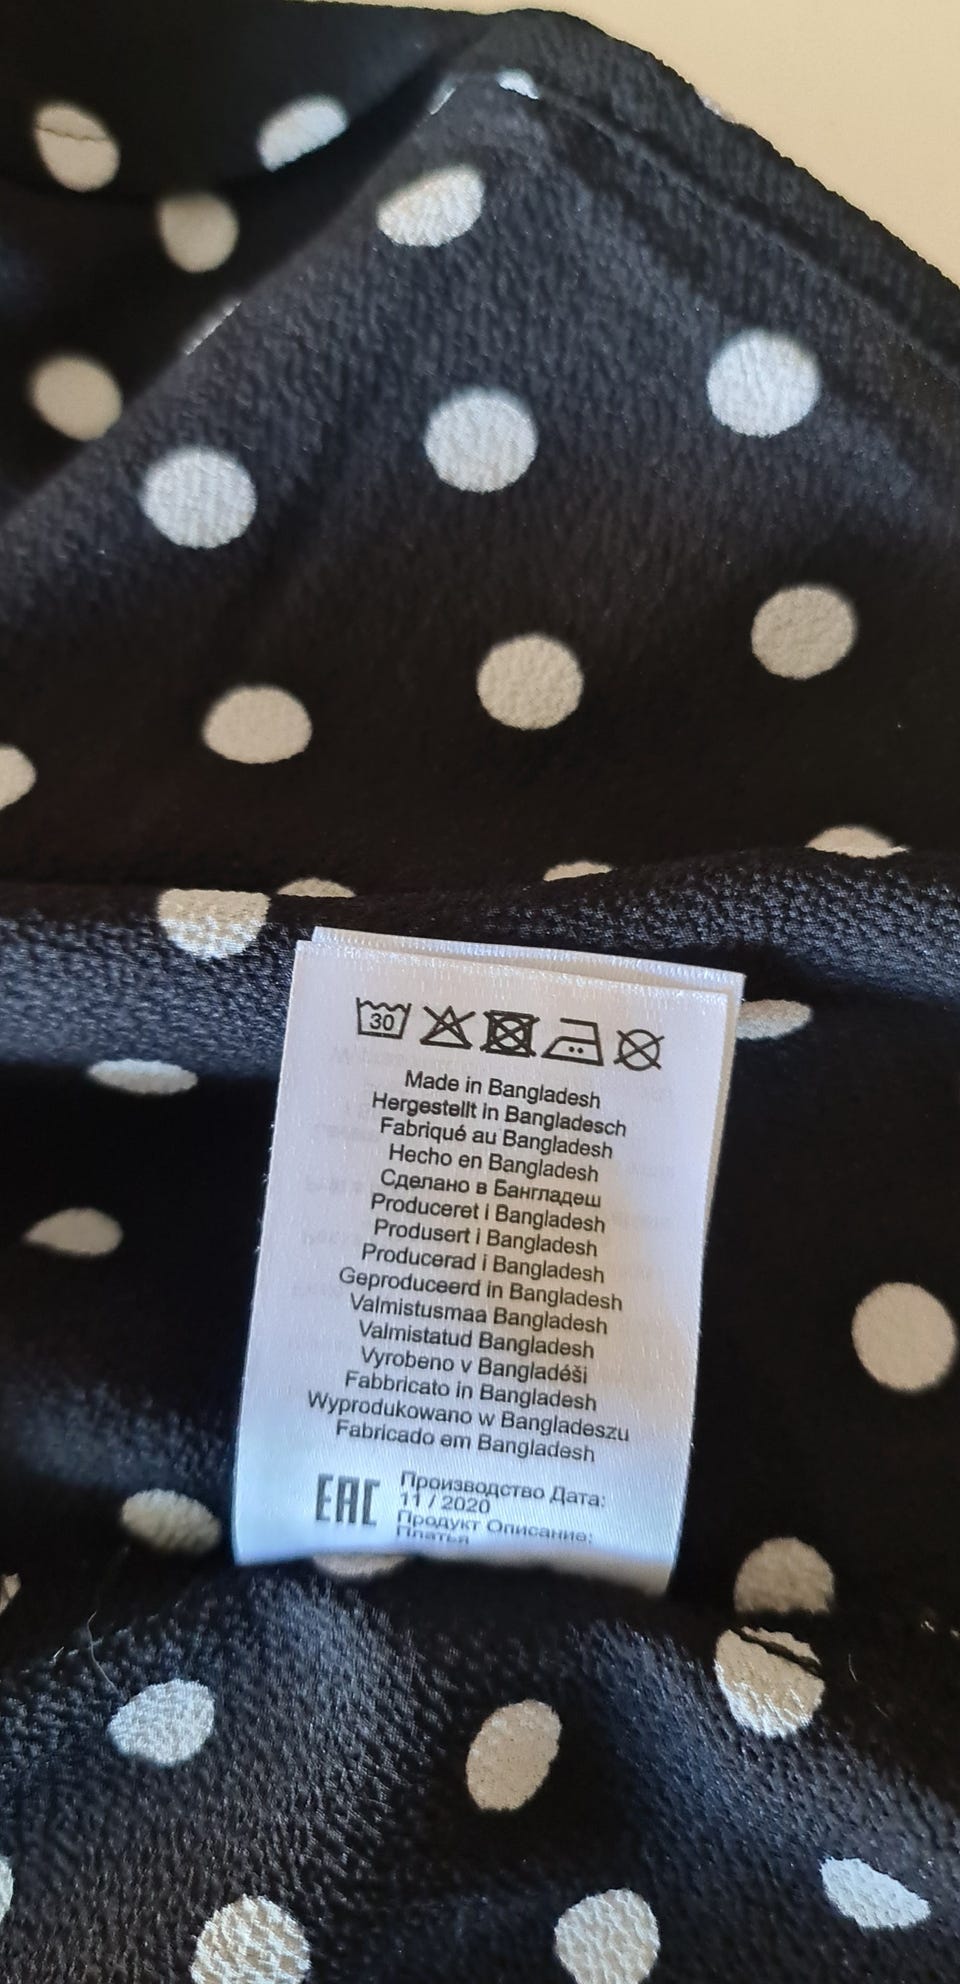 30
Made in Bangladesh
Hergestellt in Bangladesch
Fabriqué au Bangladesh
Hecho en Bangladesh
Сделано в Бангладеш
Produceret i Bangladesh
Produsert i Bangladesh
Producerad i Bangladesh
Geproduceerd in Bangladesh
Valmistusmaa Bangladesh
Valmistatud Bangladesh
Vyrobeno v Bangladéši
Fabbricato in Bangladesh
Wyprodukowano w Bangladeszu
Fabricado em Bangladesh
EAC
Производство Дата:
11 / 2020
Продукт Описание:
Платья